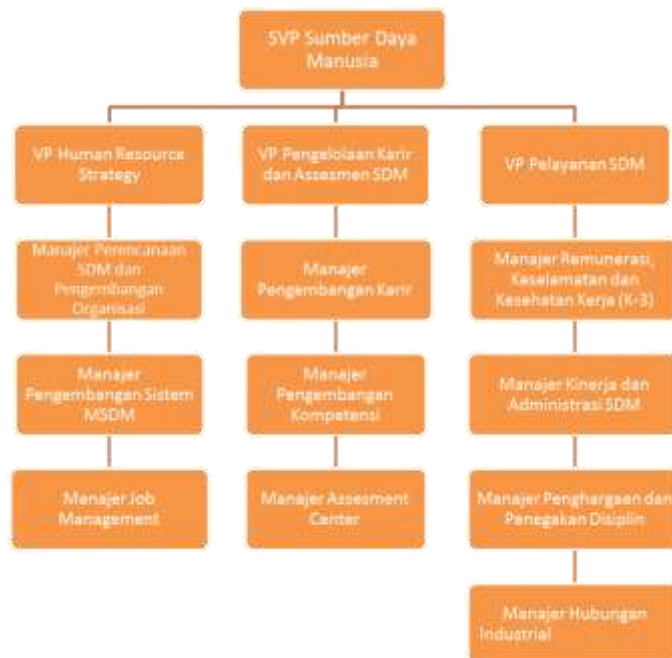 SVP Sumber Daya
Manusia
VP Human Resource
Strategy
VP Pengelolaan Karir
dan Assesmen SDM
VP Pelayanan SDM
Manajer Perencanaan
SDM dan
Pengembangan
Organisasi
Manajer
Pengembangan Karir
Manajer Remunerasi,
Keselamatan dan
Kesehatan Kerja (K-3)
Manajer
Pengembangan Sistem
MSDM
Manajer
Pengembangan
Kompetensi
Manajer Kinerja dan
Administrasi SDM
Manajer Job
Management
Manajer Assesment
Center
Manajer Penghargaan dan
Penegakan Disiplin
Manajer Hubungan
Industrial